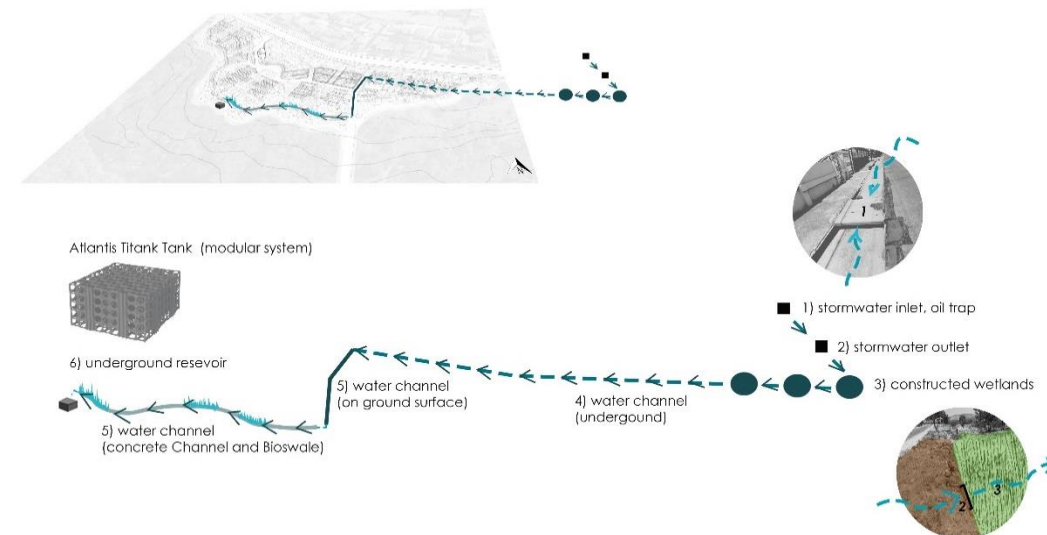 Atlantis Titank Tank (modular system)
6) underground resevoir
5) water channel
(concrete Channel and Bioswale)
5) water channel
(on ground surface)
4) water channel
(undergound)
1
1) stormwater inlet, oil trap
2) stormwater outlet
3) constructed wetlands
2
3